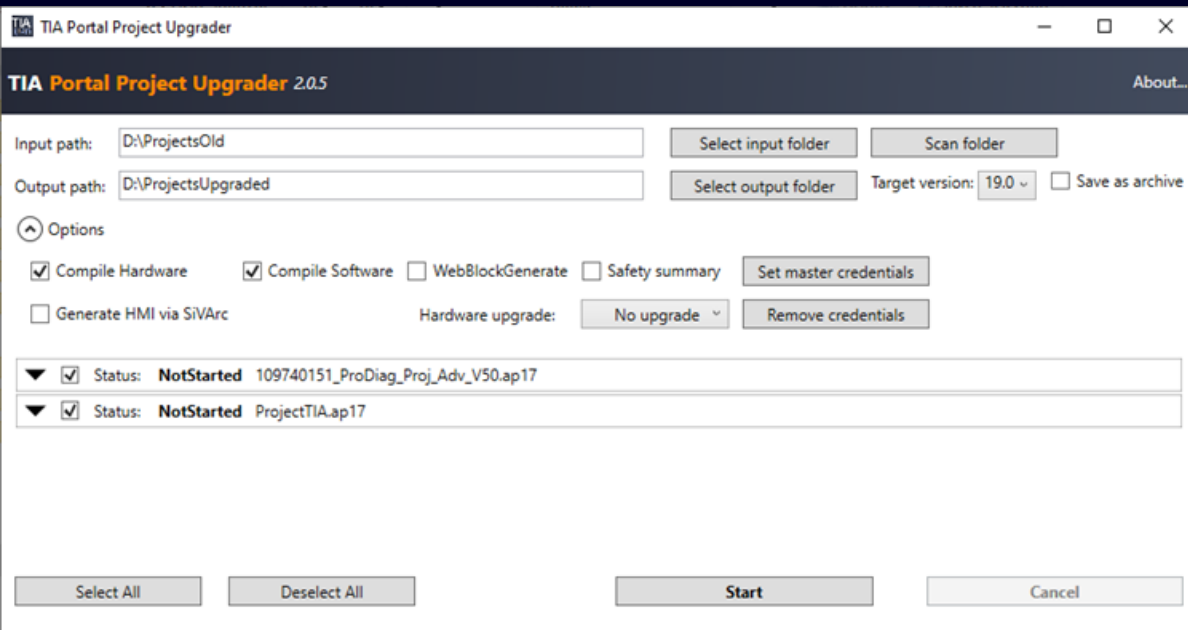 TIA Portal Project Upgrader
TIA Portal Project Upgrader 2.0.5 About...
Input path: D:\ProjectsOld Select input folder Scan folder
Output path: D:\ProjectsUpgraded Select output folder Target version: 19.0 Save as archive
Options
Compile Hardware Compile Software WebBlockGenerate Safety summary Set master credentials
Generate HMI via SiVArc Hardware upgrade: No upgrade Remove credentials
Status: NotStarted 109740151_ProDiag_Proj_Adv_V50.ap17
Status: NotStarted ProjectTIA.ap17
Select All Deselect All Start Cancel